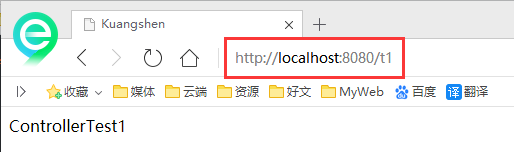 Kuangshen
http://localhost:8080/t1
收藏 媒体 云端 资源 好文 MyWeb 百度 译 翻译
ControllerTest1